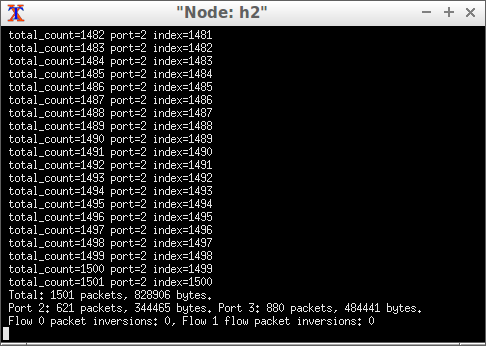 "Node: h2"
total_count=1482 port=2 index=1481
total_count=1483 port=2 index=1482
total_count=1484 port=2 index=1483
total_count=1485 port=2 index=1484
total_count=1486 port=2 index=1485
total_count=1487 port=2 index=1486
total_count=1488 port=2 index=1487
total_count=1489 port=2 index=1488
total_count=1490 port=2 index=1489
total_count=1491 port=2 index=1490
total_count=1492 port=2 index=1491
total_count=1493 port=2 index=1492
total_count=1494 port=2 index=1493
total_count=1495 port=2 index=1494
total_count=1496 port=2 index=1495
total_count=1497 port=2 index=1496
total_count=1498 port=2 index=1497
total_count=1499 port=2 index=1498
total_count=1500 port=2 index=1499
total_count=1501 port=2 index=1500
Total: 1501 packets, 828906 bytes.
Port 2: 621 packets, 344465 bytes. Port 3: 880 packets, 484441 bytes.
Flow 0 packet inversions: 0, Flow 1 flow packet inversions: 0